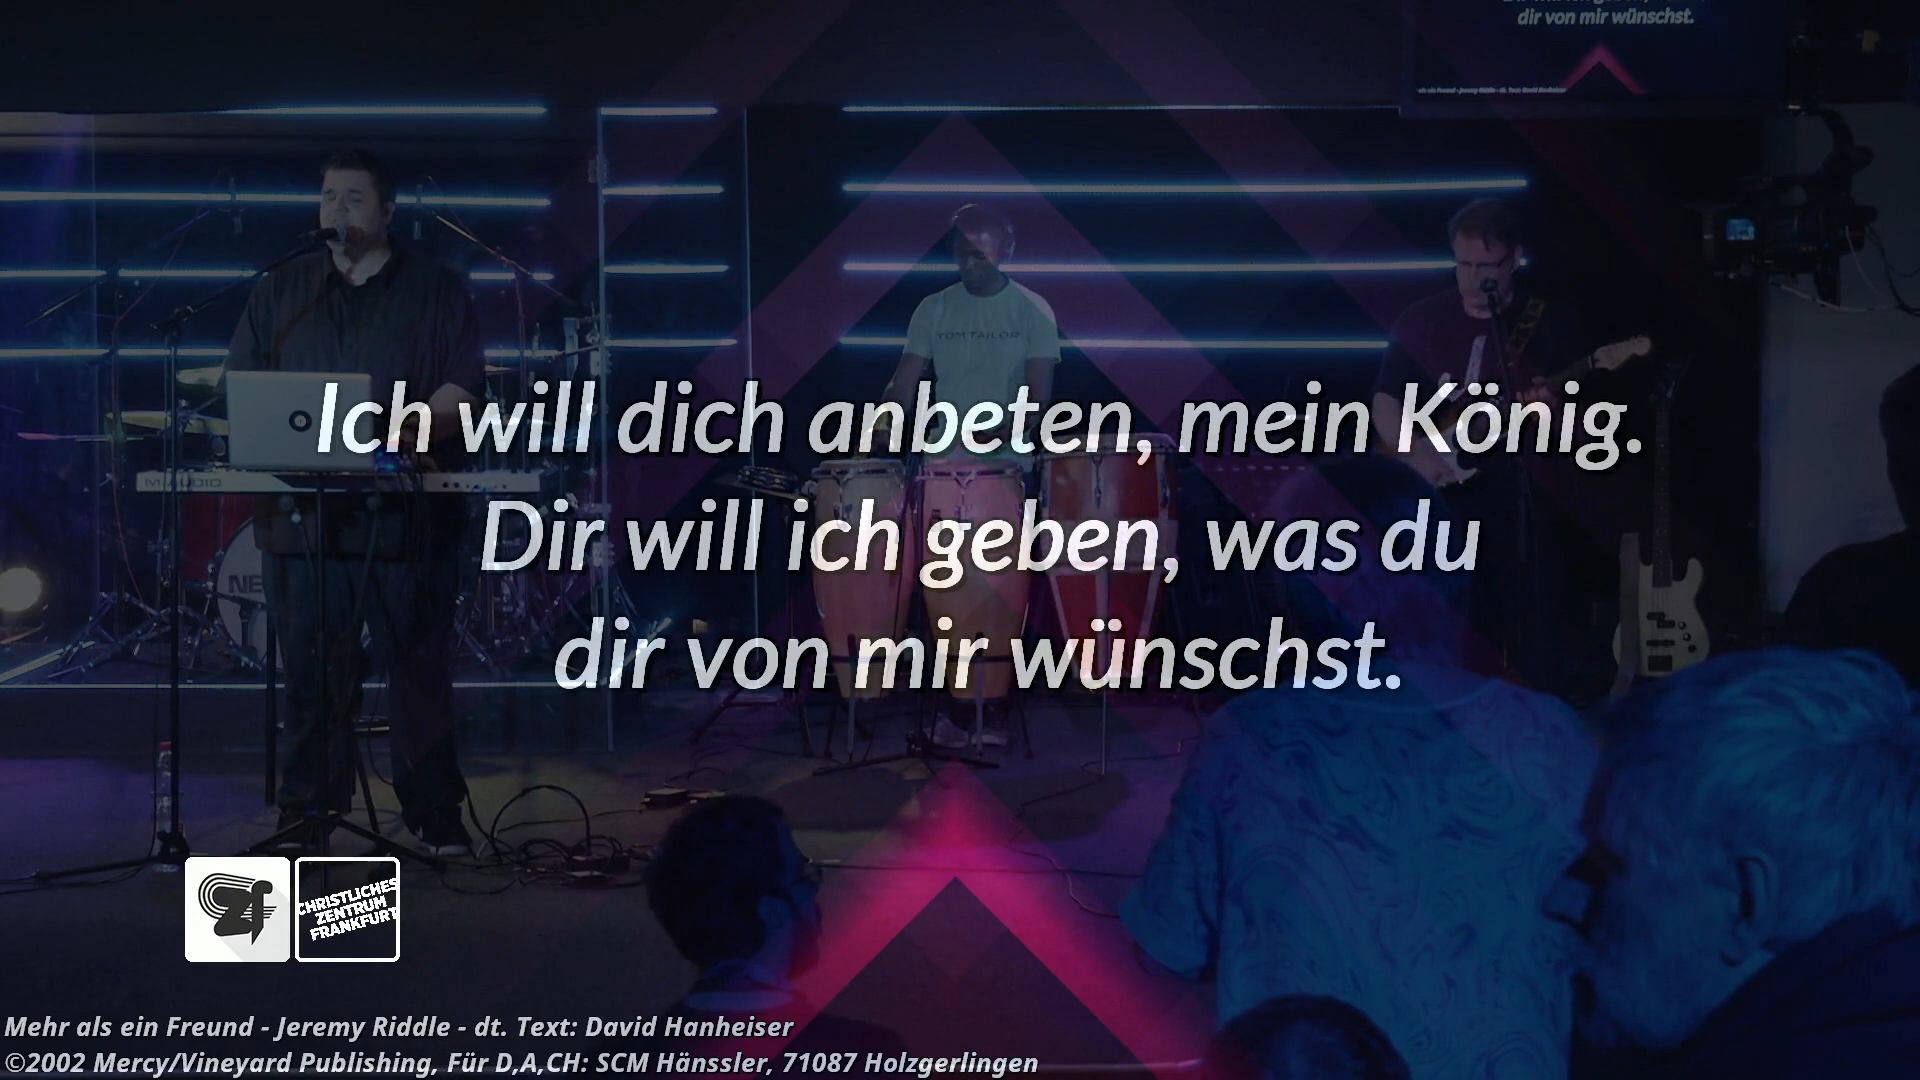 dir von mir wünschst.
TOM TAILOR
Ich will dich anbeten, mein König.
M-AUDIO
Dir will ich geben, was du
dir von mir wünschst.
CHRISTLICHES
ZENTRUM
FRANKFURT
Mehr als ein Freund - Jeremy Riddle - dt. Text: David Hanheiser
©2002 Mercy/Vineyard Publishing, Für D,A,CH: SCM Hänssler, 71087 Holzgerlingen